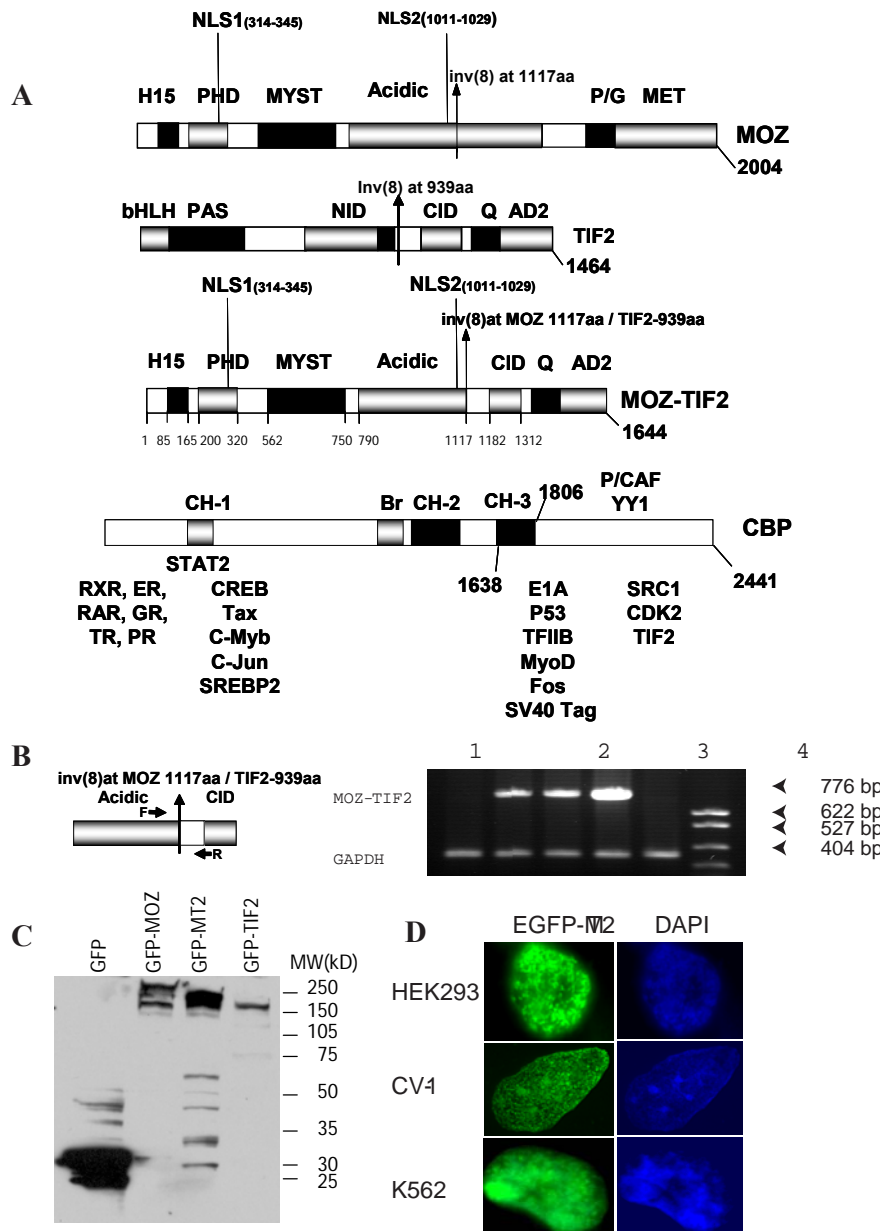 A
NLS1(314-345) NLS2(1011-1029)
inv(8) at 1117aa
H15 PHD MYST Acidic P/G MET
MOZ
2004
Inv(8) at 939aa
bHLH PAS NID CID Q AD2
TIF2
1464
NLS1(314-345) NLS2(1011-1029)
inv(8)at MOZ 1117aa / TIF2-939aa
H15 PHD MYST Acidic CID Q AD2
MOZ-TIF2
1644
1 85 165 200 320 562 750 790 1117 1182 1312
P/CAF
YY1
CH-1 Br CH-2 CH-3 1806
CBP
STAT2 1638 2441
RXR, ER, CREB E1A SRC1
RAR, GR, Tax P53 CDK2
TR, PR C-Myb TFIIB TIF2
C-Jun MyoD
SREBP2 Fos
SV40 Tag
B
inv(8)at MOZ 1117aa / TIF2-939aa
Acidic CID
F
R
1 2 3 4
MOZ-TIF2 776 bp
622 bp
527 bp
GAPDH 404 bp
C
GFP GFP-MOZ GFP-MT2 GFP-TIF2
MW(kD)
250
150
105
75
50
35
30
25
D
EGFP-MT2 DAPI
HEK293
CV-1
K562